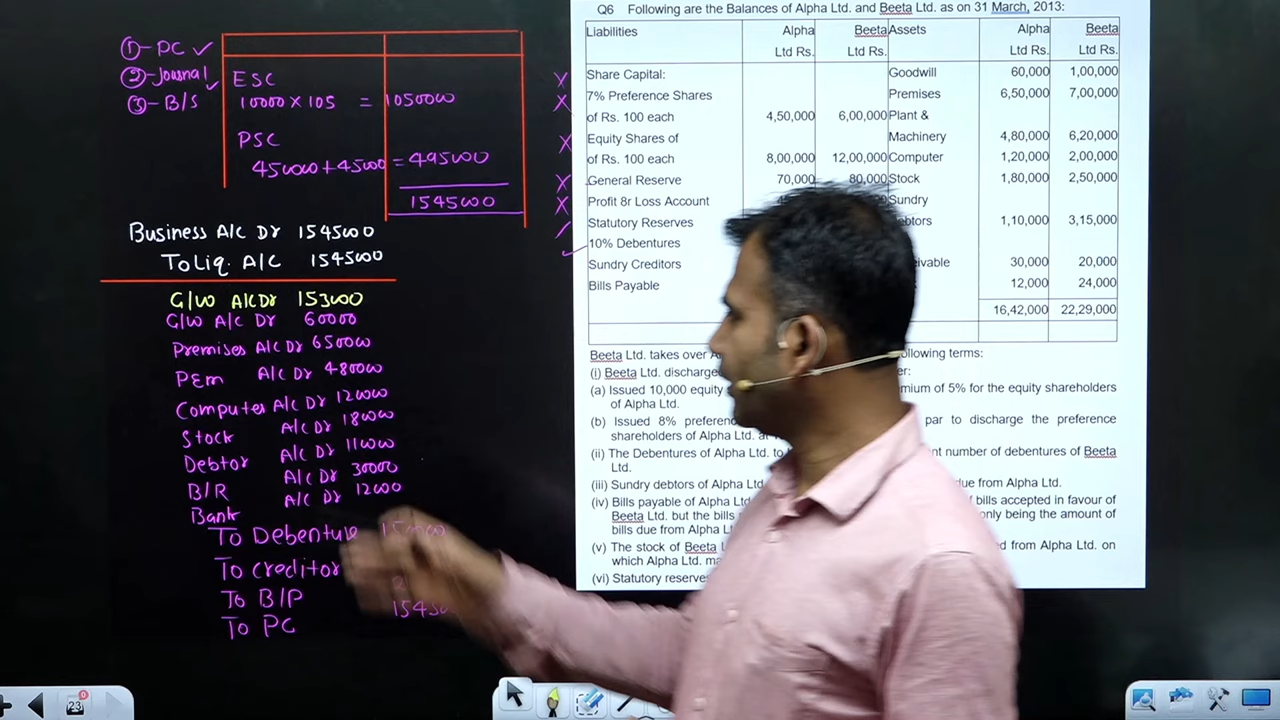 ① - PC ✓
② - Journal ✓
③ - B/S
ESC
10000 × 105 = 1050000
PSC
450000 + 45000 = 495000
1545000
Business A/c Dr 1545000
To Liq. A/C 1545000
G/W A/c Dr 153000
G/W A/c Dr 60000
Premises A/c Dr 650000
P&M A/c Dr 480000
Computer A/c Dr 120000
Stock A/c Dr 180000
Debtor A/c Dr 110000
B/R A/c Dr 30000
Bank A/c Dr 12000
To Debenture
To creditor
To B/P
To PC
Q6 Following are the Balances of Alpha Ltd. and Beeta Ltd. as on 31 March, 2013:
Liabilities Alpha Beeta Assets Alpha Beeta
Ltd Rs. Ltd Rs. Ltd Rs. Ltd Rs.
Share Capital: Goodwill 60,000 1,00,000
7% Preference Shares Premises 6,50,000 7,00,000
of Rs. 100 each 4,50,000 6,00,000 Plant &
Equity Shares of Machinery 4,80,000 6,20,000
of Rs. 100 each 8,00,000 12,00,000 Computer 1,20,000 2,00,000
General Reserve 70,000 80,000 Stock 1,80,000 2,50,000
Profit 8r Loss Account Sundry
Statutory Reserves 1,10,000 3,15,000
10% Debentures
Sundry Creditors 30,000 20,000
Bills Payable 12,000 24,000
16,42,000 22,29,000
Beeta Ltd. takes over following terms:
(i) Beeta Ltd. discharge
(a) Issued 10,000 equity premium of 5% for the equity shareholders
of Alpha Ltd.
(b) Issued 8% preference par to discharge the preference
shareholders of Alpha Ltd. at
(ii) The Debentures of Alpha Ltd. to number of debentures of Beeta
Ltd.
(iii) Sundry debtors of Alpha Ltd. due from Alpha Ltd.
(iv) Bills payable of Alpha Ltd. of bills accepted in favour of
Beeta Ltd. but the bills only being the amount of
bills due from Alpha
(v) The stock of Beeta from Alpha Ltd. on
which Alpha Ltd.
(vi) Statutory reserves
23